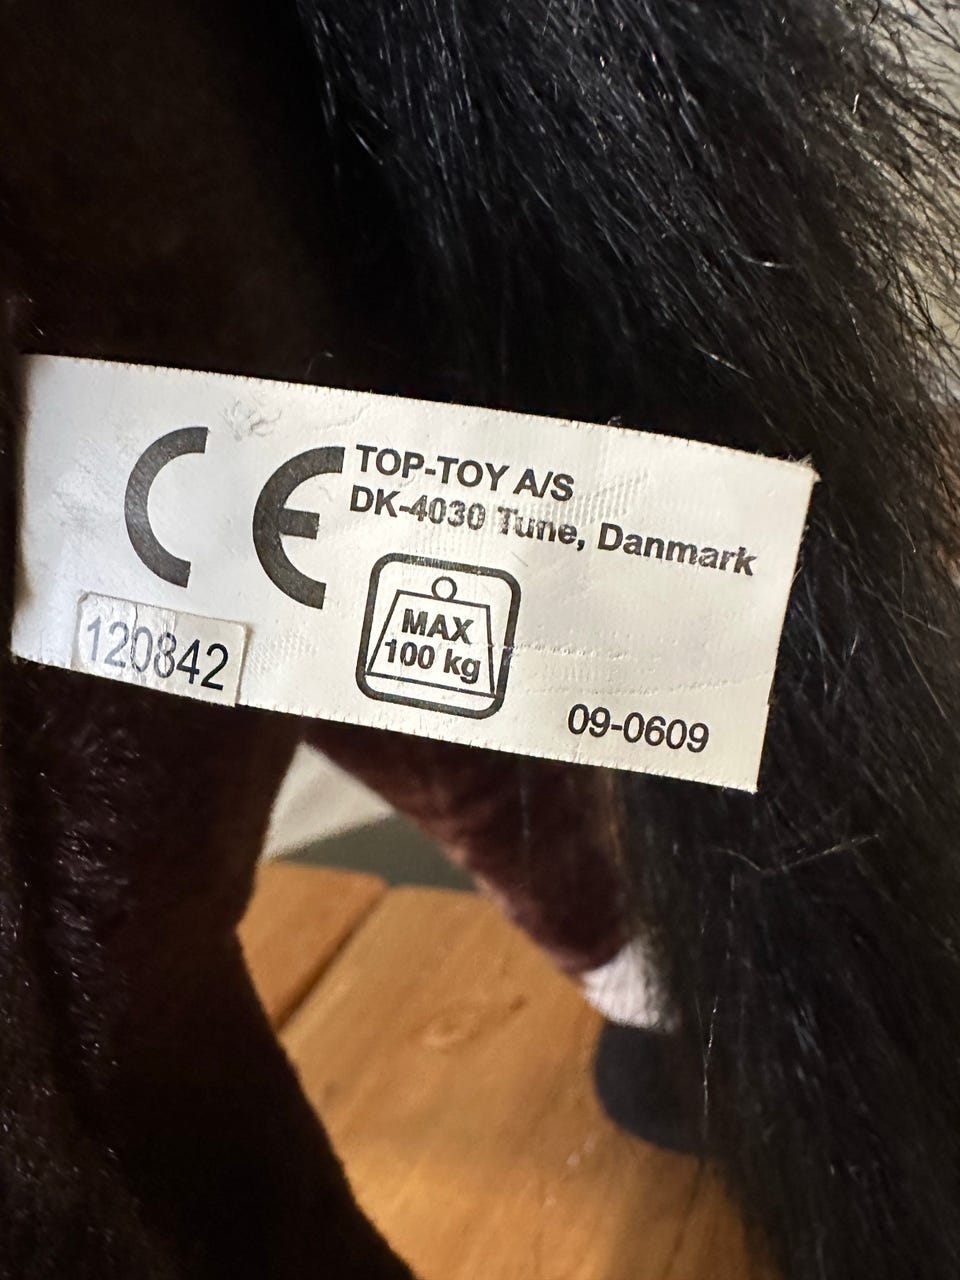 CE
TOP-TOY A/S
DK-4030 Tune, Danmark
MAX
100 kg
120842
09-0609